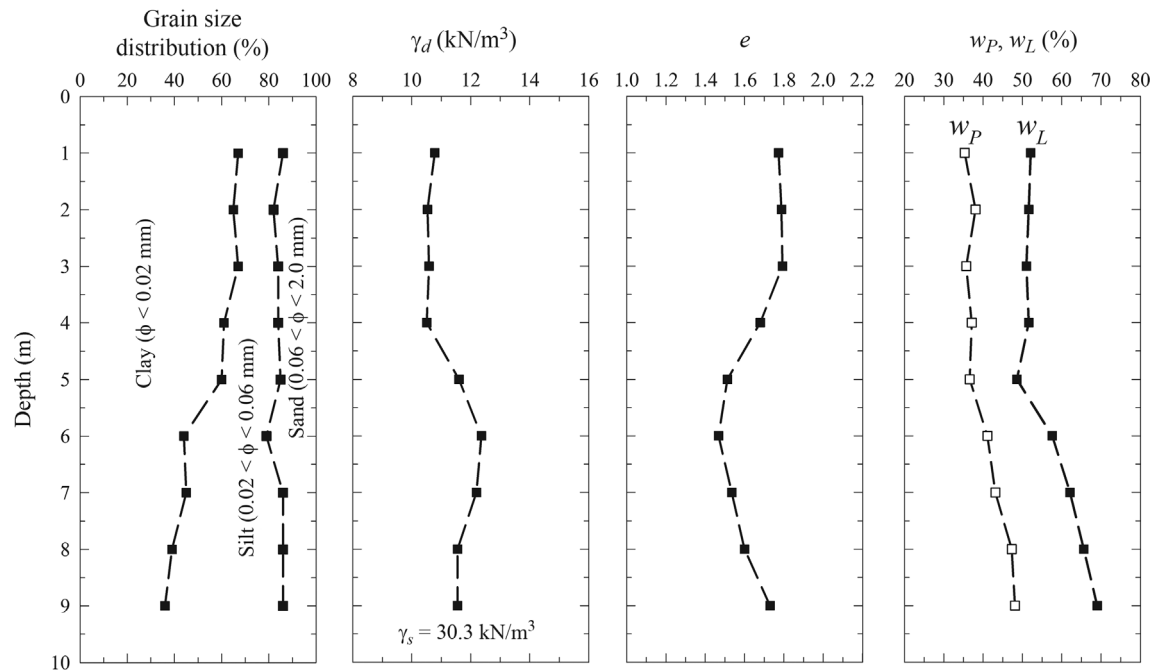 Grain size
distribution (%)
γd (kN/m³)
e
wP, wL (%)
0 20 40 60 80 100
8 10 12 14 16
1.0 1.2 1.4 1.6 1.8 2.0 2.2
20 30 40 50 60 70 80
Depth (m)
0
1
2
3
4
5
6
7
8
9
10
Clay (ϕ < 0.02 mm)
Silt (0.02 < ϕ < 0.06 mm)
Sand (0.06 < ϕ < 2.0 mm)
γs = 30.3 kN/m³
wP
wL